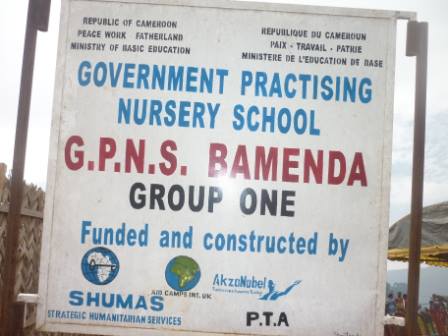 REPUBLIC OF CAMEROON
PEACE WORK FATHERLAND
MINISTRY OF BASIC EDUCATION
REPUBLIQUE DU CAMEROUN
PAIX - TRAVAIL - PATRIE
MINISTERE DE L'EDUCATION DE BASE
GOVERNMENT PRACTISING
NURSERY SCHOOL
G.P.N.S. BAMENDA
GROUP ONE
Funded and constructed by
SHUMAS
STRATEGIC HUMANITARIAN SERVICES
AID CAMPS INT. UK
AkzoNobel
P.T.A